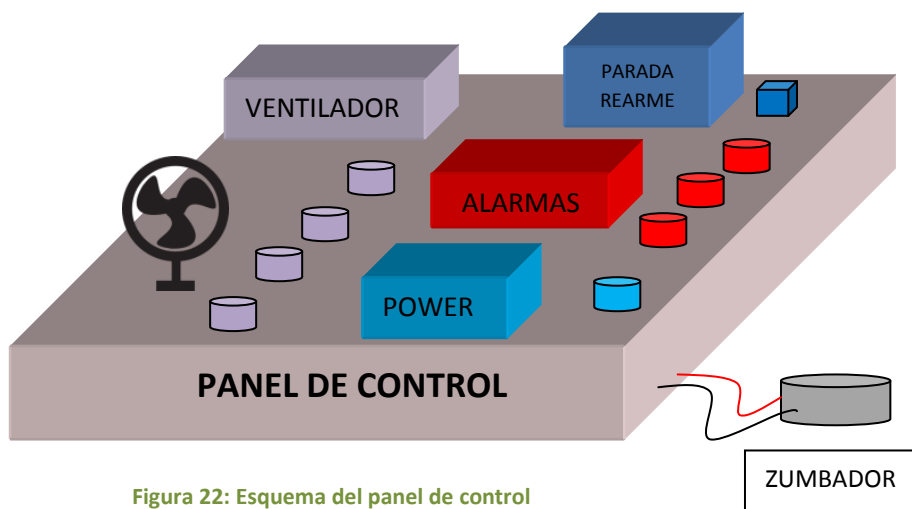 VENTILADOR
PARADA
REARME
ALARMAS
POWER
PANEL DE CONTROL
ZUMBADOR
Figura 22: Esquema del panel de control